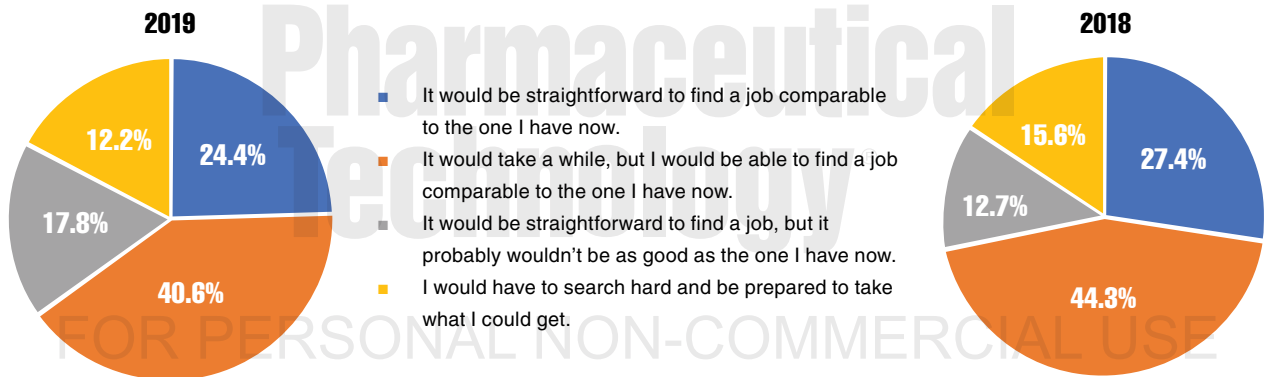 2019
2018
Pharmaceutical
Technology
12.2%
24.4%
17.8%
40.6%
It would be straightforward to find a job comparable
to the one I have now.
It would take a while, but I would be able to find a job
comparable to the one I have now.
It would be straightforward to find a job, but it
probably wouldn't be as good as the one I have now.
I would have to search hard and be prepared to take
what I could get.
15.6%
27.4%
12.7%
44.3%
FOR PERSONAL NON-COMMERCIAL USE